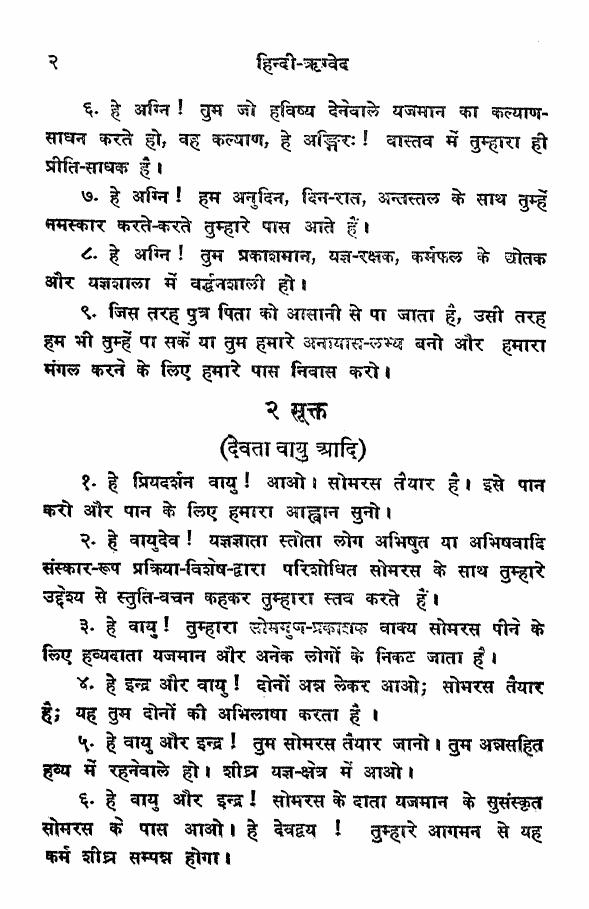 २ हिन्दी-ऋग्वेद
६. हे अग्नि! तुम जो हविष्य देनेवाले यजमान का कल्याण-
साधन करते हो, वह कल्याण, हे अङ्गिरः! वास्तव में तुम्हारा ही
प्रीति-साधक है।
७. हे अग्नि! हम अनुदिन, दिन-रात, अन्तस्तल के साथ तुम्हें
नमस्कार करते-करते तुम्हारे पास आते हैं।
८. हे अग्नि! तुम प्रकाशमान, यज्ञ-रक्षक, कर्मफल के द्योतक
और यज्ञशाला में वर्द्धनशाली हो।
९. जिस तरह पुत्र पिता को आसानी से पा जाता है, उसी तरह
हम भी तुम्हें पा सकें या तुम हमारे अनायास-लभ्य बनो और हमारा
मंगल करने के लिए हमारे पास निवास करो।
२ सूक्त
(देवता वायु आदि)
१. हे प्रियदर्शन वायु! आओ। सोमरस तैयार है। इसे पान
करो और पान के लिए हमारा आह्वान सुनो।
२. हे वायुदेव! यज्ञज्ञाता स्तोता लोग अभिषुत या अभिषवादि
संस्कार-रूप प्रक्रिया-विशेष-द्वारा परिशोधित सोमरस के साथ तुम्हारे
उद्देश्य से स्तुति-वचन कहकर तुम्हारा स्तव करते हैं।
३. हे वायु! तुम्हारा सोमगुण-प्रकाशक वाक्य सोमरस पीने के
लिए हव्यदाता यजमान और अनेक लोगों के निकट जाता है।
४. हे इन्द्र और वायु! दोनों अन्न लेकर आओ; सोमरस तैयार
है; यह तुम दोनों की अभिलाषा करता है ।
५. हे वायु और इन्द्र! तुम सोमरस तैयार जानो। तुम अन्नसहित
हव्य में रहनेवाले हो। शीघ्र यज्ञ-क्षेत्र में आओ।
६. हे वायु और इन्द्र! सोमरस के दाता यजमान के सुसंस्कृत
सोमरस के पास आओ। हे देवद्वय ! तुम्हारे आगमन से यह
कर्म शीघ्र सम्पन्न होगा।